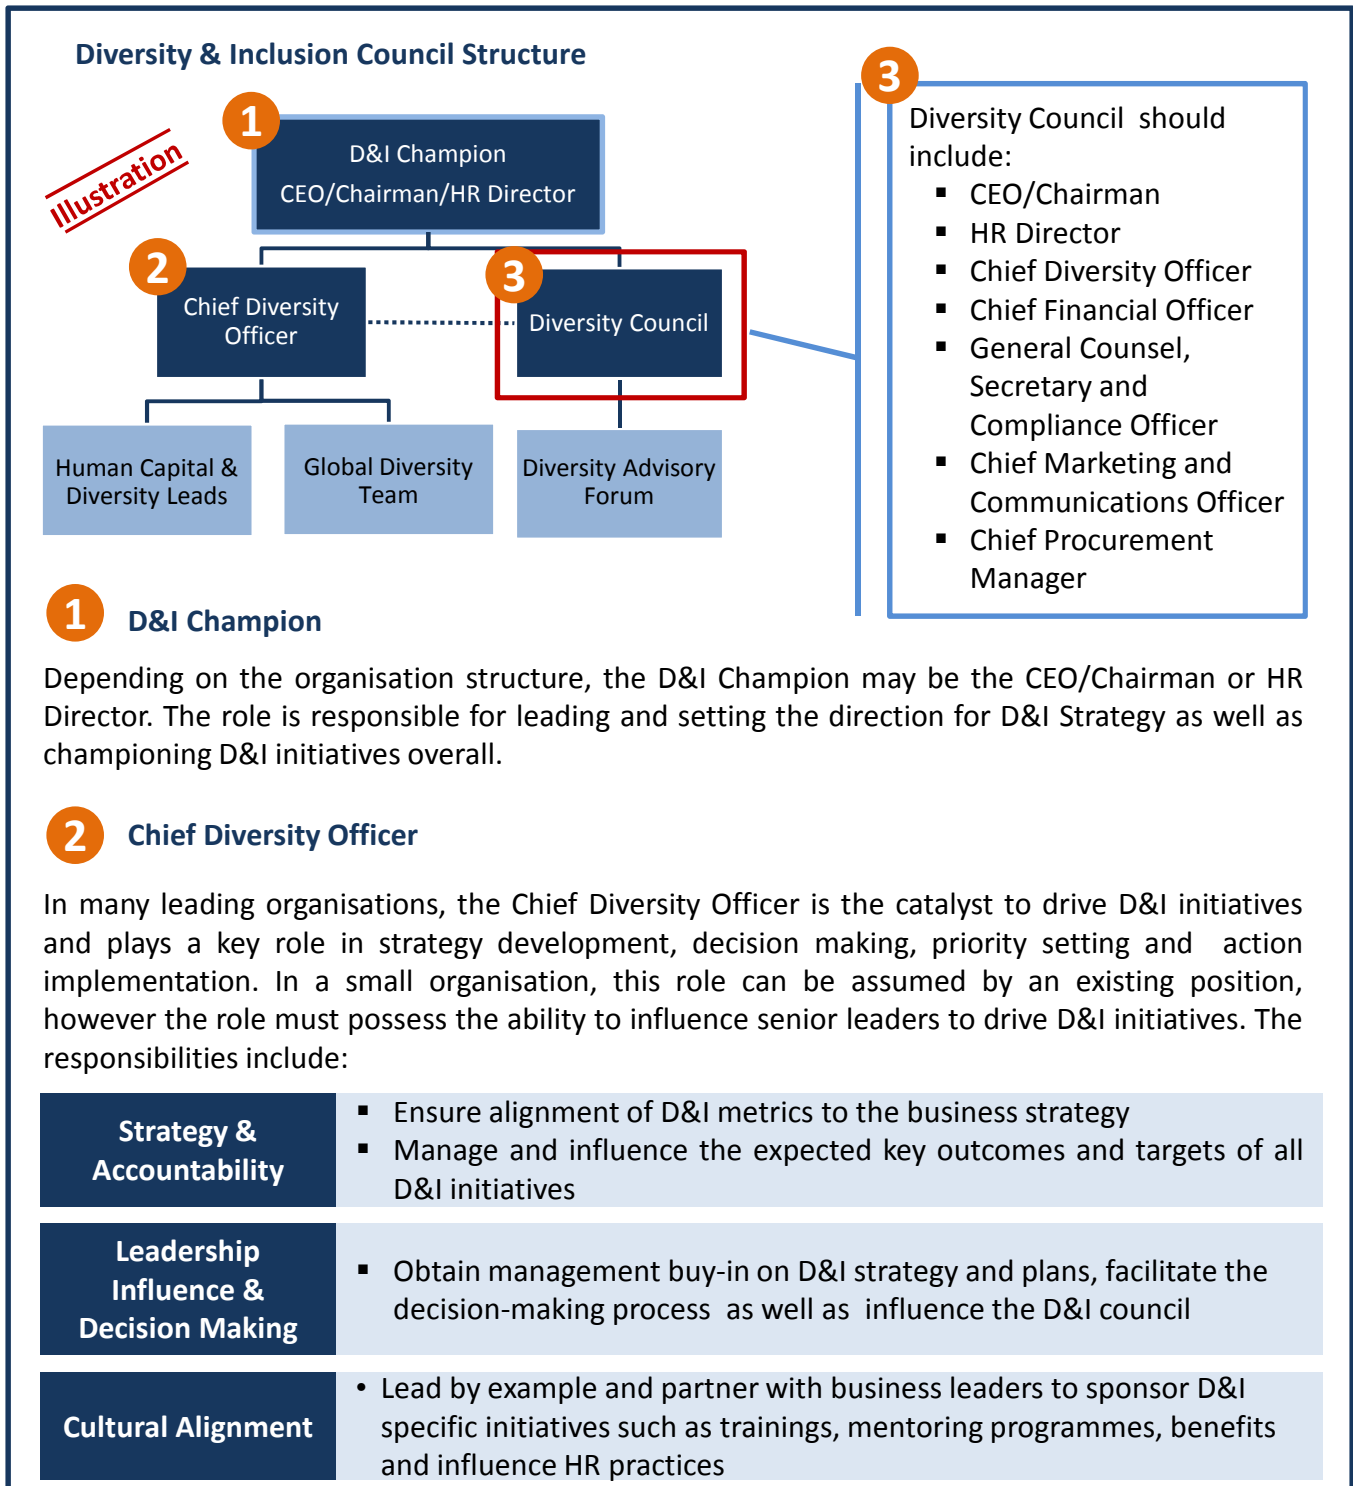 Diversity & Inclusion Council Structure
Illustration
1
D&I Champion
CEO/Chairman/HR Director
2
Chief Diversity
Officer
3
Diversity Council
Human Capital &
Diversity Leads
Global Diversity
Team
Diversity Advisory
Forum
3
Diversity Council should
include:
▪ CEO/Chairman
▪ HR Director
▪ Chief Diversity Officer
▪ Chief Financial Officer
▪ General Counsel,
Secretary and
Compliance Officer
▪ Chief Marketing and
Communications Officer
▪ Chief Procurement
Manager
1 D&I Champion
Depending on the organisation structure, the D&I Champion may be the CEO/Chairman or HR
Director. The role is responsible for leading and setting the direction for D&I Strategy as well as
championing D&I initiatives overall.
2 Chief Diversity Officer
In many leading organisations, the Chief Diversity Officer is the catalyst to drive D&I initiatives
and plays a key role in strategy development, decision making, priority setting and action
implementation. In a small organisation, this role can be assumed by an existing position,
however the role must possess the ability to influence senior leaders to drive D&I initiatives. The
responsibilities include:
Strategy &
Accountability
▪ Ensure alignment of D&I metrics to the business strategy
▪ Manage and influence the expected key outcomes and targets of all
D&I initiatives
Leadership
Influence &
Decision Making
▪ Obtain management buy-in on D&I strategy and plans, facilitate the
decision-making process as well as influence the D&I council
Cultural Alignment
• Lead by example and partner with business leaders to sponsor D&I
specific initiatives such as trainings, mentoring programmes, benefits
and influence HR practices